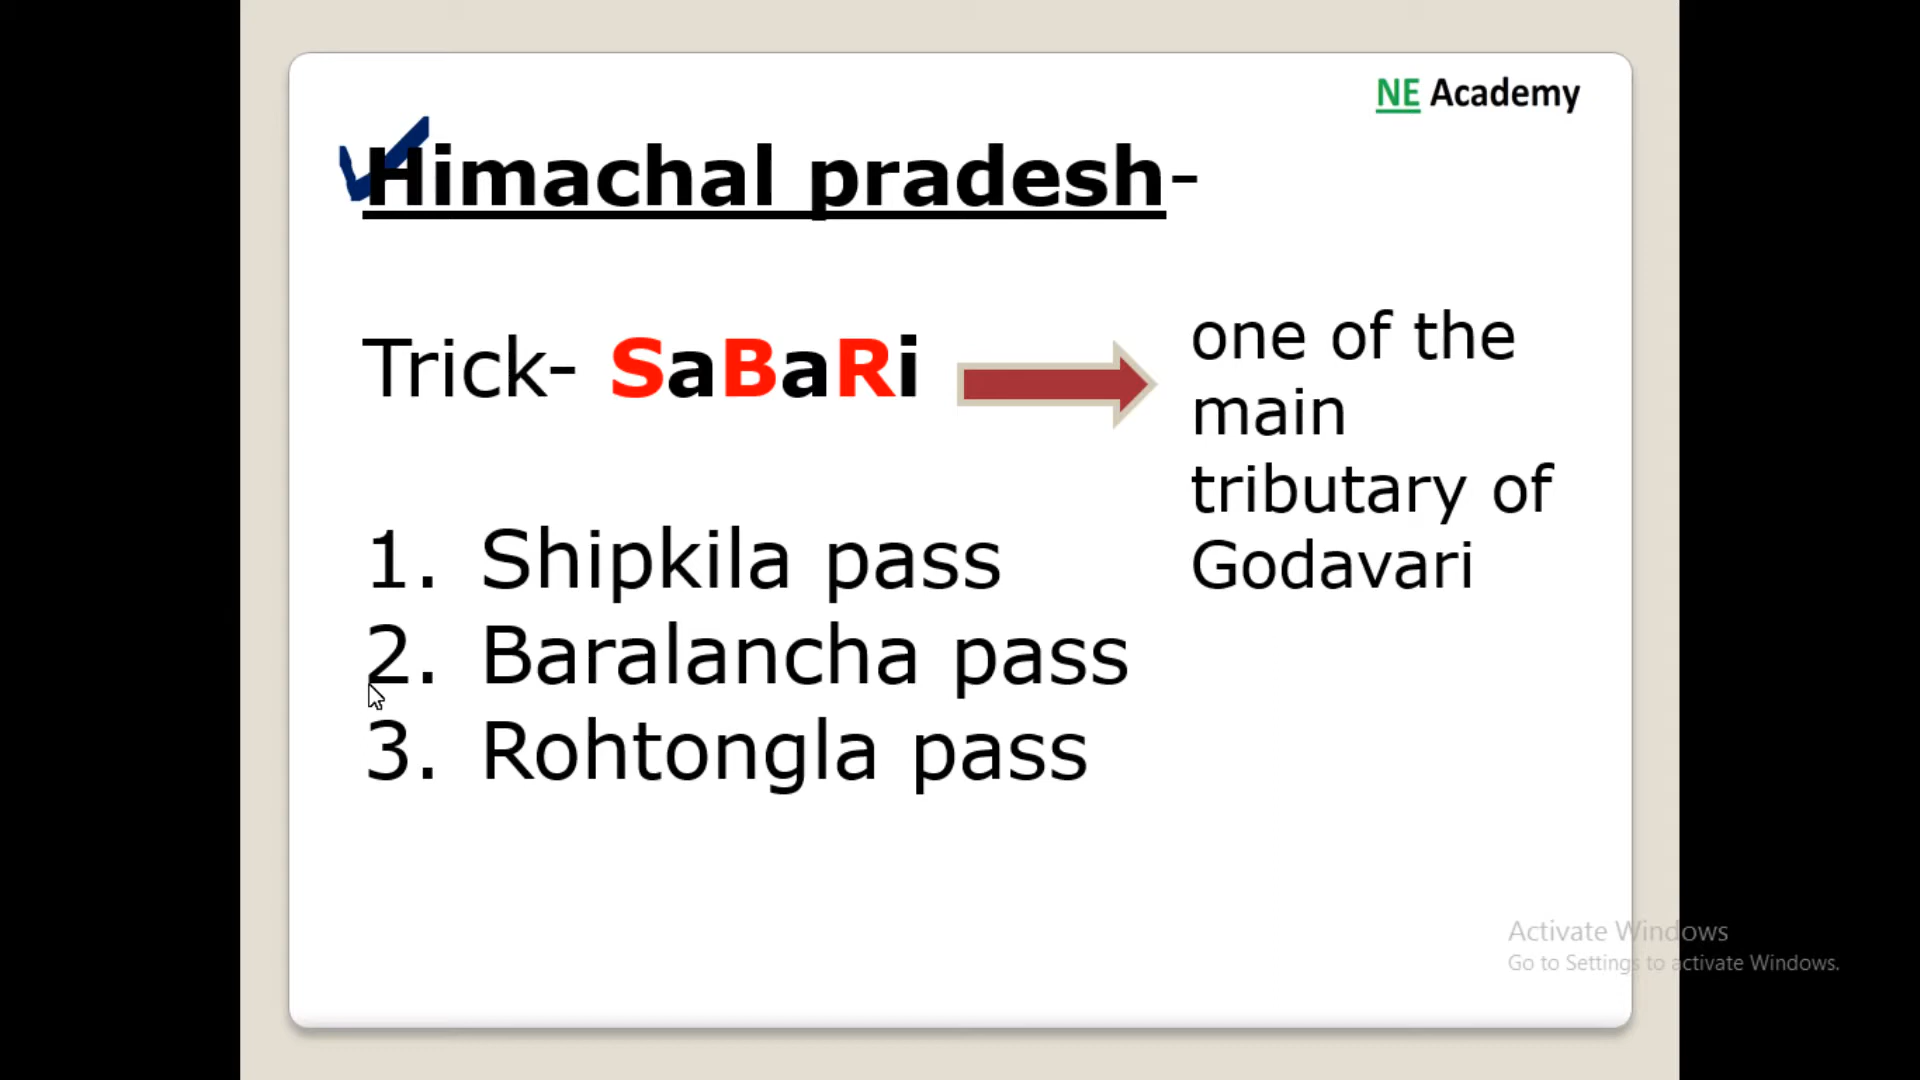 NE Academy
Himachal pradesh-
Trick- SaBaRi
one of the
main
tributary of
Godavari
1. Shipkila pass
2. Baralancha pass
3. Rohtongla pass
Activate Windows
Go to Settings to activate Windows.